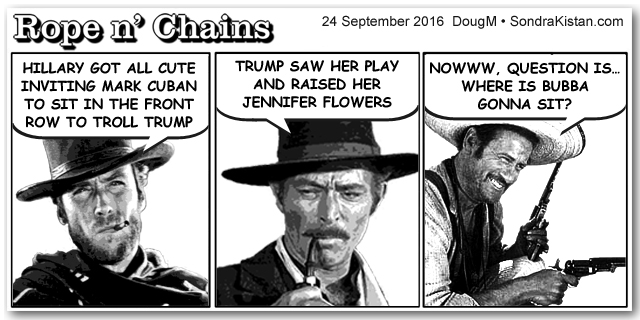 Rope n' Chains
24 September 2016 DougM • SondraKistan.com
HILLARY GOT ALL CUTE
INVITING MARK CUBAN
TO SIT IN THE FRONT
ROW TO TROLL TRUMP
TRUMP SAW HER PLAY
AND RAISED HER
JENNIFER FLOWERS
NOWWW, QUESTION IS...
WHERE IS BUBBA
GONNA SIT?